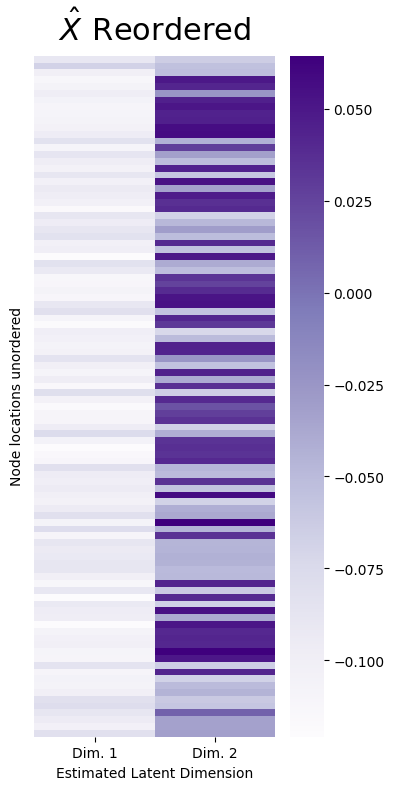 X̂ Reordered
Node locations unordered
0.050
0.025
0.000
−0.025
−0.050
−0.075
−0.100
Dim. 1
Dim. 2
Estimated Latent Dimension